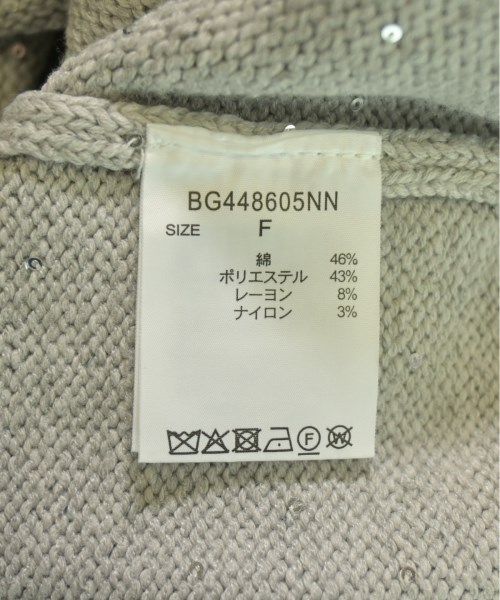 BG448605NN
SIZE F
綿 46%
ポリエステル 43%
レーヨン 8%
ナイロン 3%
F W